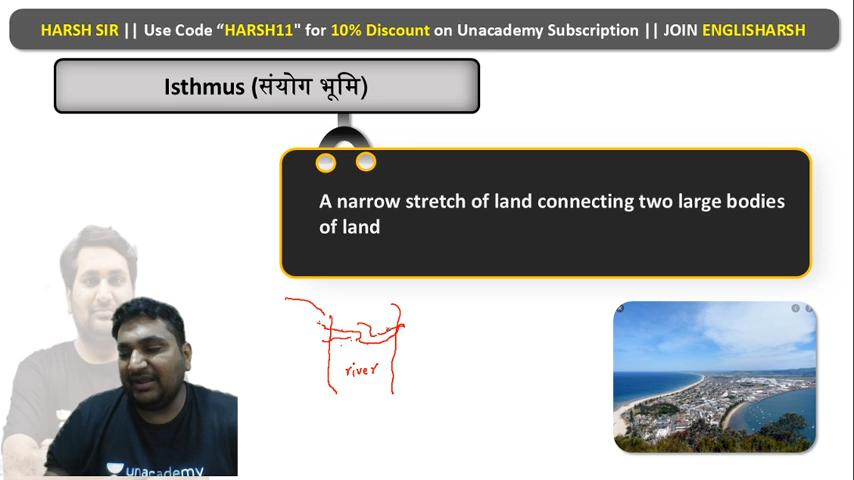 HARSH SIR || Use Code “HARSH11" for 10% Discount on Unacademy Subscription || JOIN ENGLISHARSH
Isthmus (संयोग भूमि)
A narrow stretch of land connecting two large bodies
of land
river
unacademy